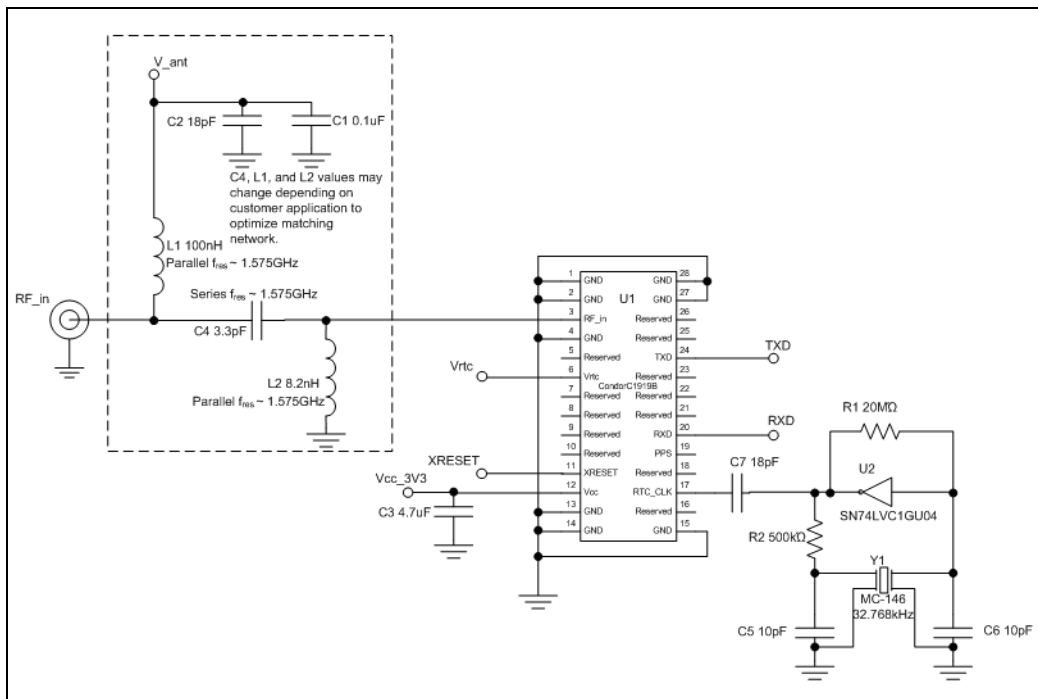 V_ant
C2 18pF
C1 0.1uF
C4, L1, and L2 values may
change depending on
customer application to
optimize matching
network.
L1 100nH
Parallel fres ~ 1.575GHz
RF_in
Series fres ~ 1.575GHz
C4 3.3pF
L2 8.2nH
Parallel fres ~ 1.575GHz
Vrtc
XRESET
Vcc_3V3
C3 4.7uF
U1
CondorC1919B
1 GND
2 GND
3 RF_in
4 GND
5 Reserved
6 Vrtc
7 Reserved
8 Reserved
9 Reserved
10 Reserved
11 XRESET
12 Vcc
13 GND
14 GND
GND 28
GND 27
Reserved 26
Reserved 25
TXD 24
Reserved 23
Reserved 22
Reserved 21
RXD 20
PPS 19
Reserved 18
RTC_CLK 17
Reserved 16
GND 15
TXD
RXD
R1 20MΩ
C7 18pF
U2
SN74LVC1GU04
R2 500kΩ
Y1
MC-146
32.768kHz
C5 10pF
C6 10pF